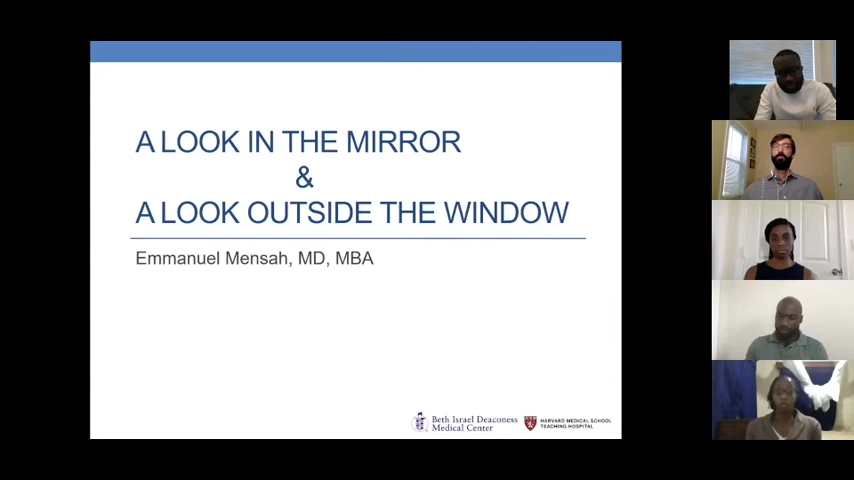 A LOOK IN THE MIRROR
&
A LOOK OUTSIDE THE WINDOW
Emmanuel Mensah, MD, MBA
Beth Israel Deaconess
Medical Center
HARVARD MEDICAL SCHOOL
TEACHING HOSPITAL